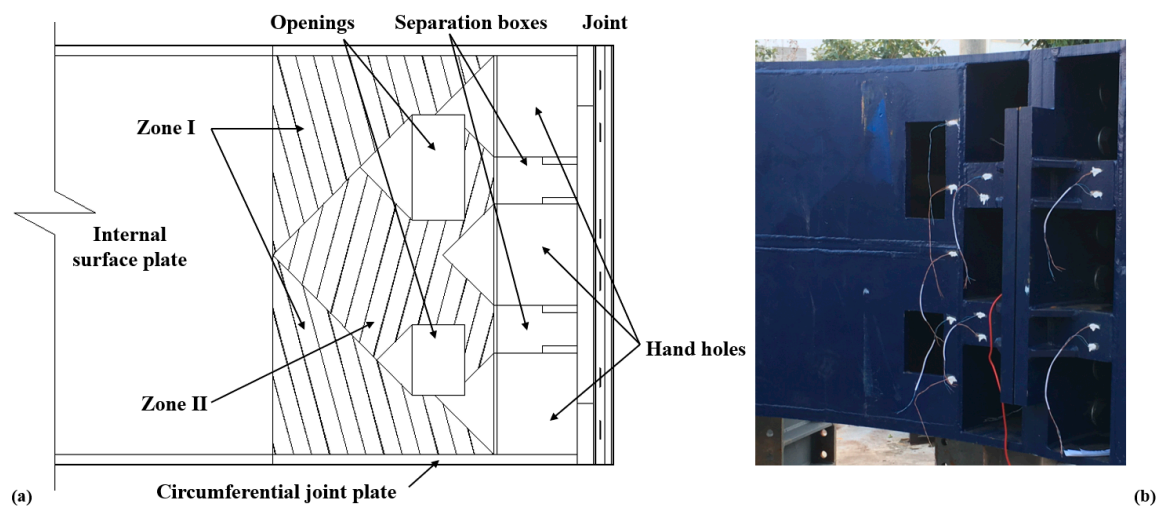 Openings
Separation boxes
Joint
Zone I
Internal
surface plate
Hand holes
Zone II
Circumferential joint plate
(a)
(b)